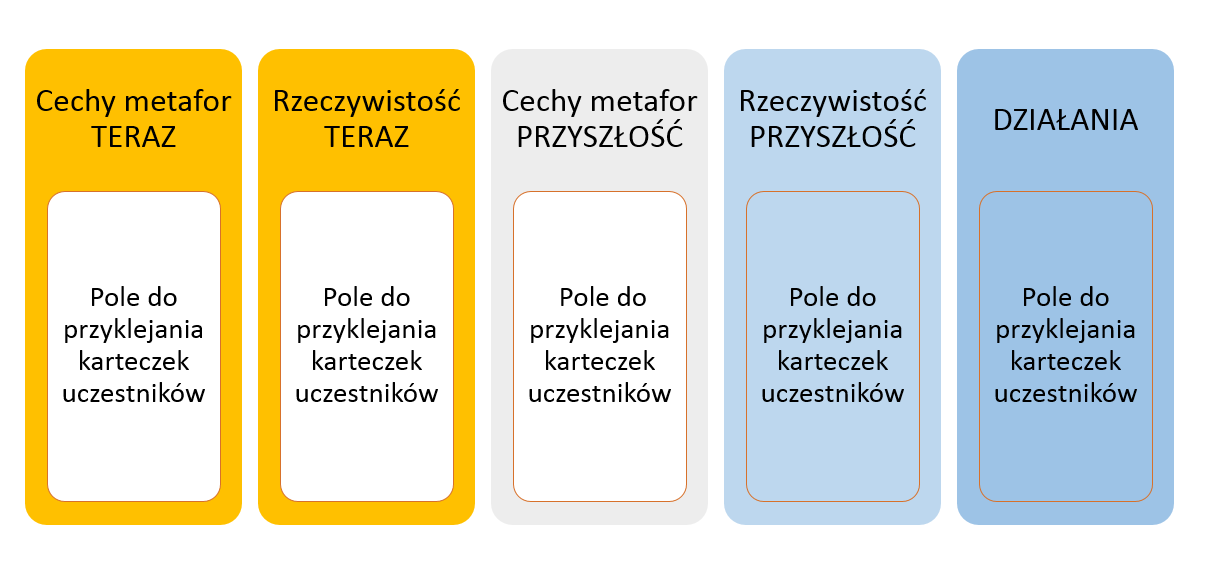 Cechy metafor
TERAZ
Pole do
przyklejania
karteczek
uczestników
Rzeczywistość
TERAZ
Pole do
przyklejania
karteczek
uczestników
Cechy metafor
PRZYSZŁOŚĆ
Pole do
przyklejania
karteczek
uczestników
Rzeczywistość
PRZYSZŁOŚĆ
Pole do
przyklejania
karteczek
uczestników
DZIAŁANIA
Pole do
przyklejania
karteczek
uczestników